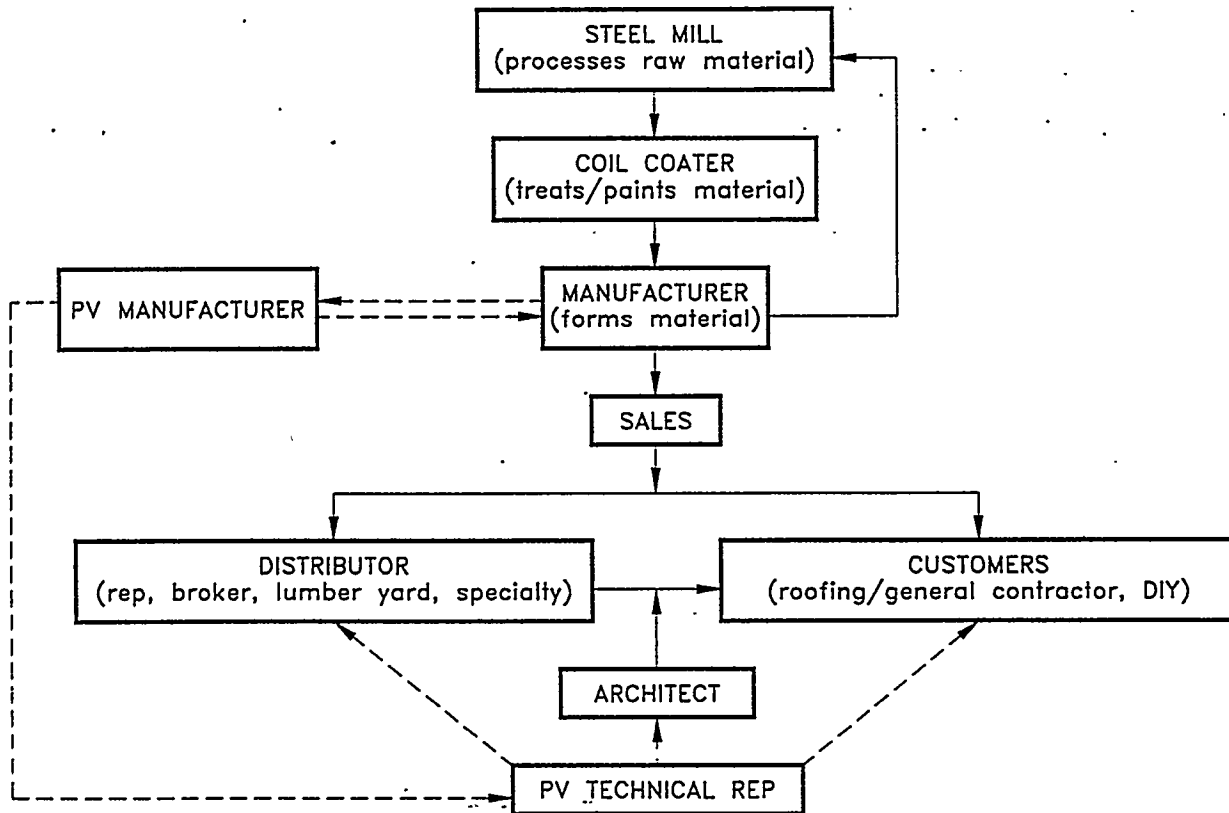 STEEL MILL
(processes raw material)
COIL COATER
(treats/paints material)
PV MANUFACTURER
MANUFACTURER
(forms material)
SALES
DISTRIBUTOR
(rep, broker, lumber yard, specialty)
CUSTOMERS
(roofing/general contractor, DIY)
ARCHITECT
PV TECHNICAL REP